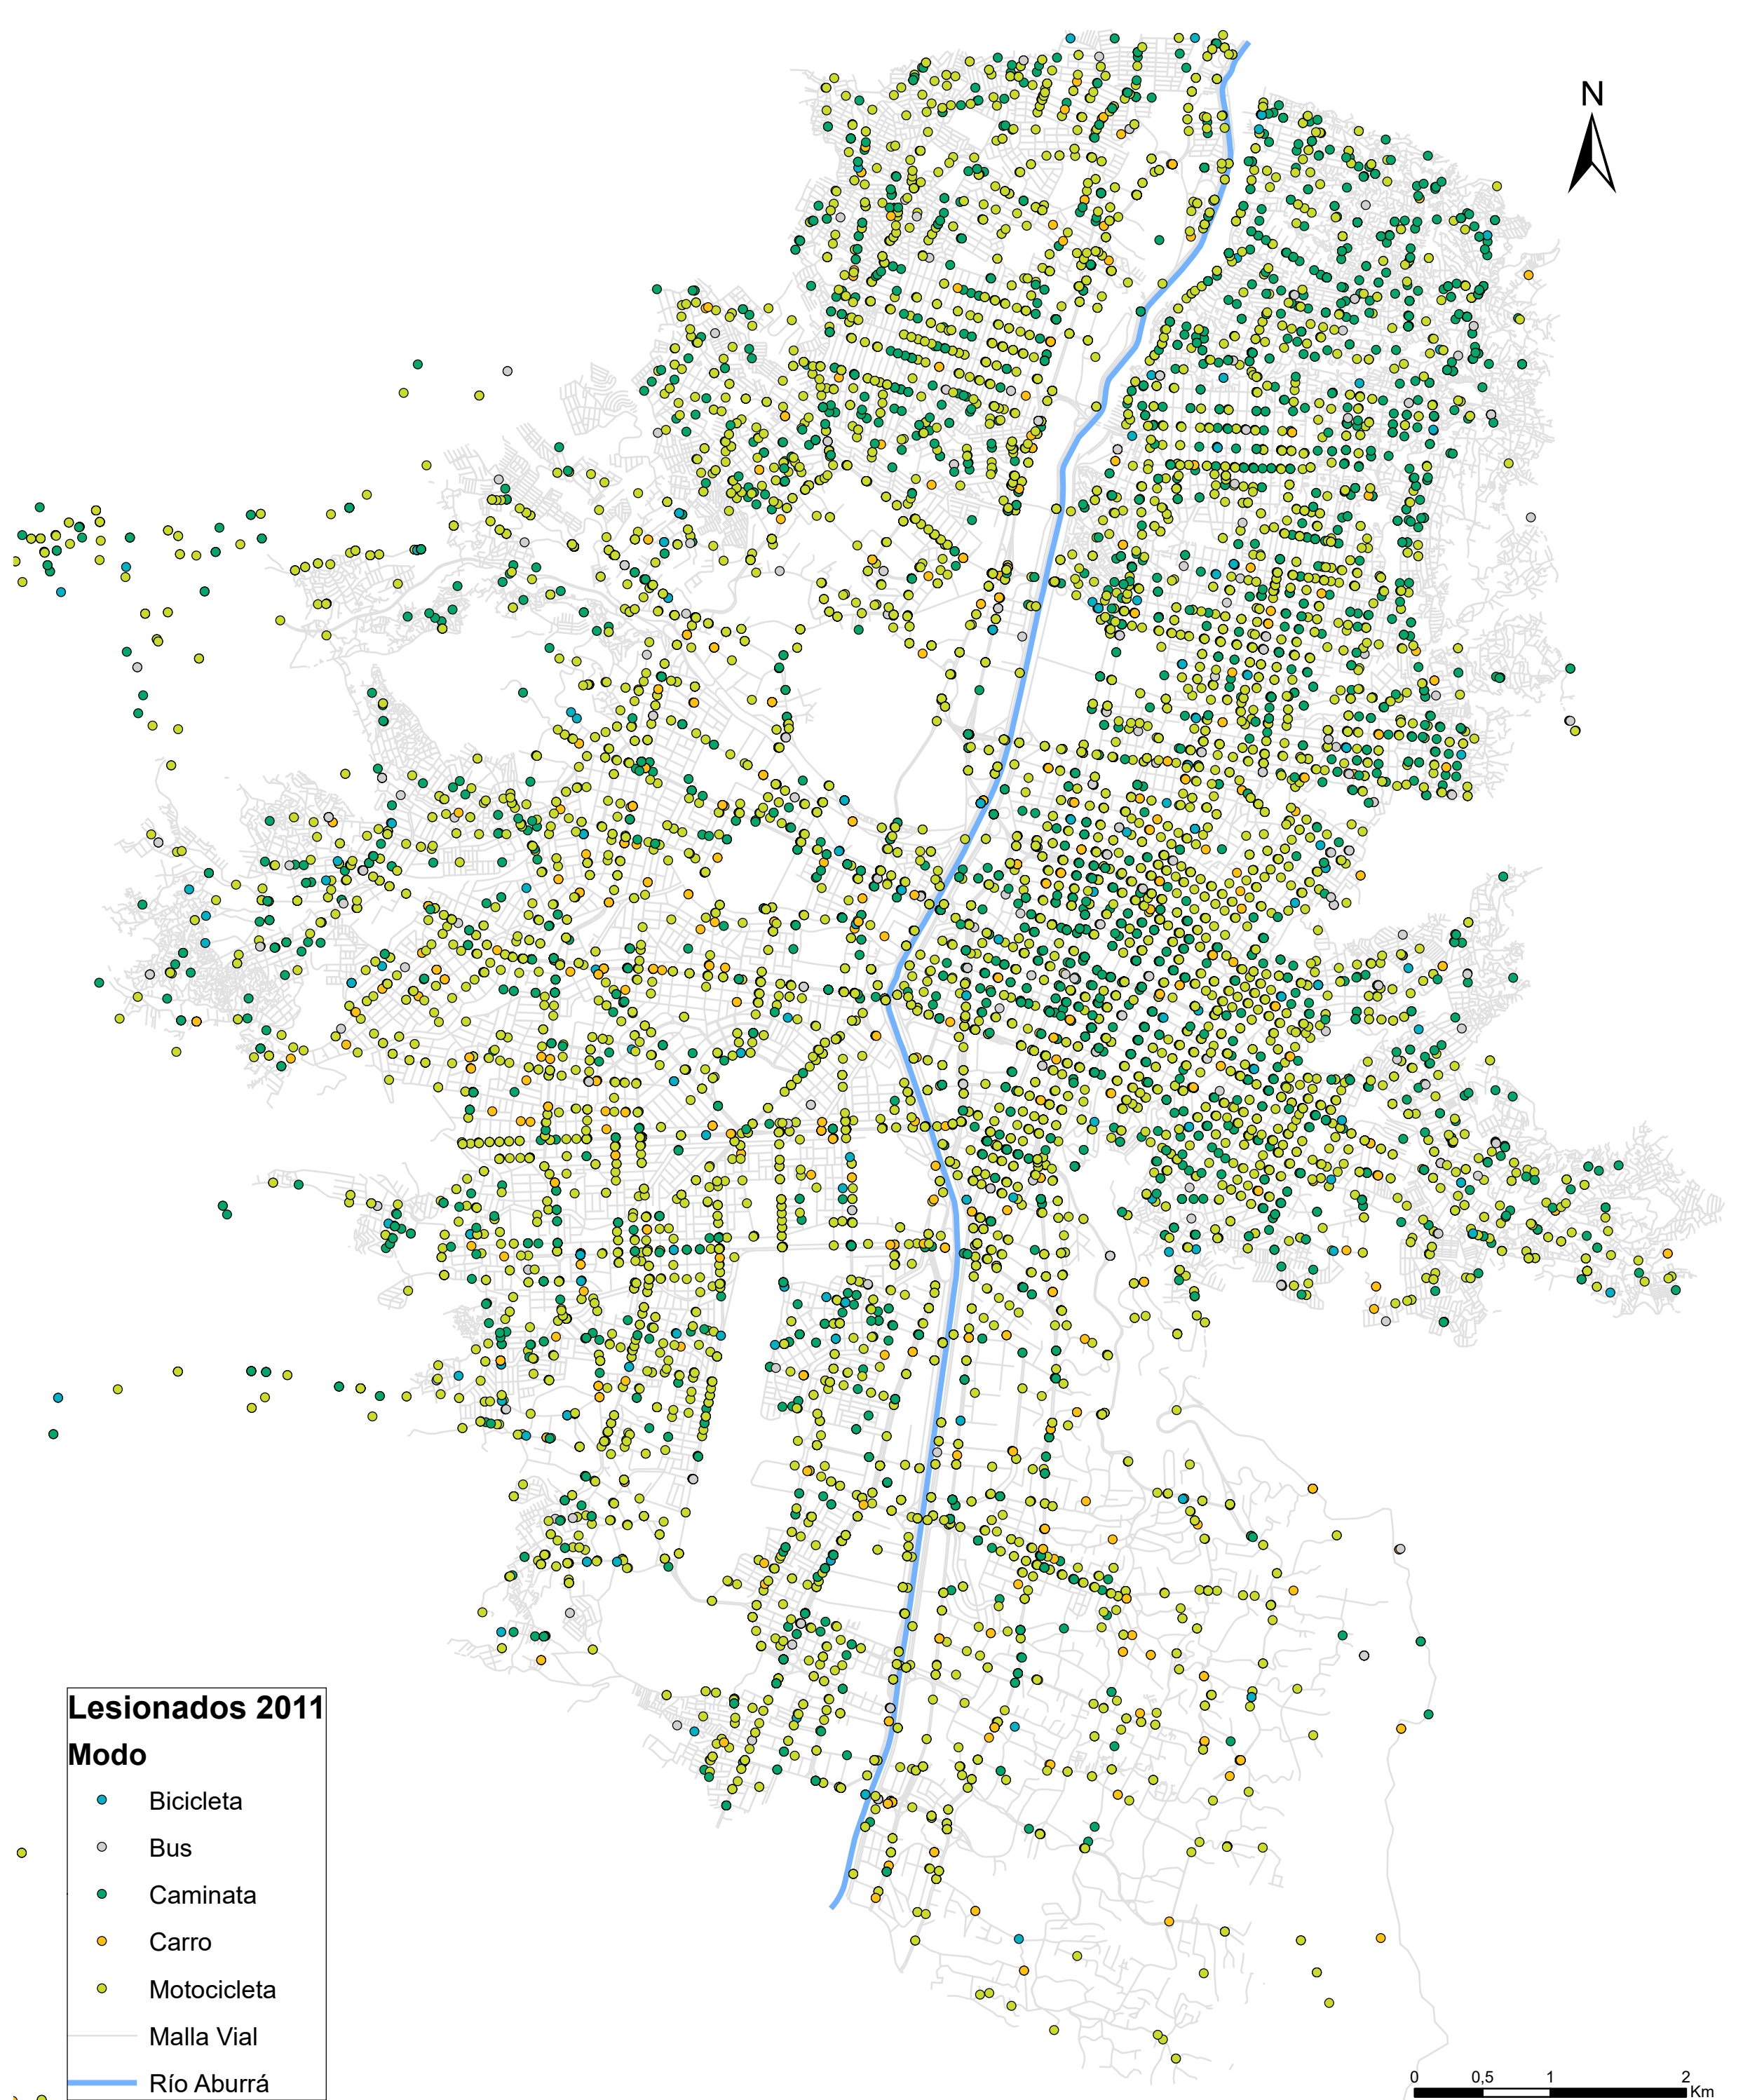 N
Lesionados 2011
Modo
Bicicleta
Bus
Caminata
Carro
Motocicleta
Malla Vial
Río Aburrá
0 0,5 1 2
Km